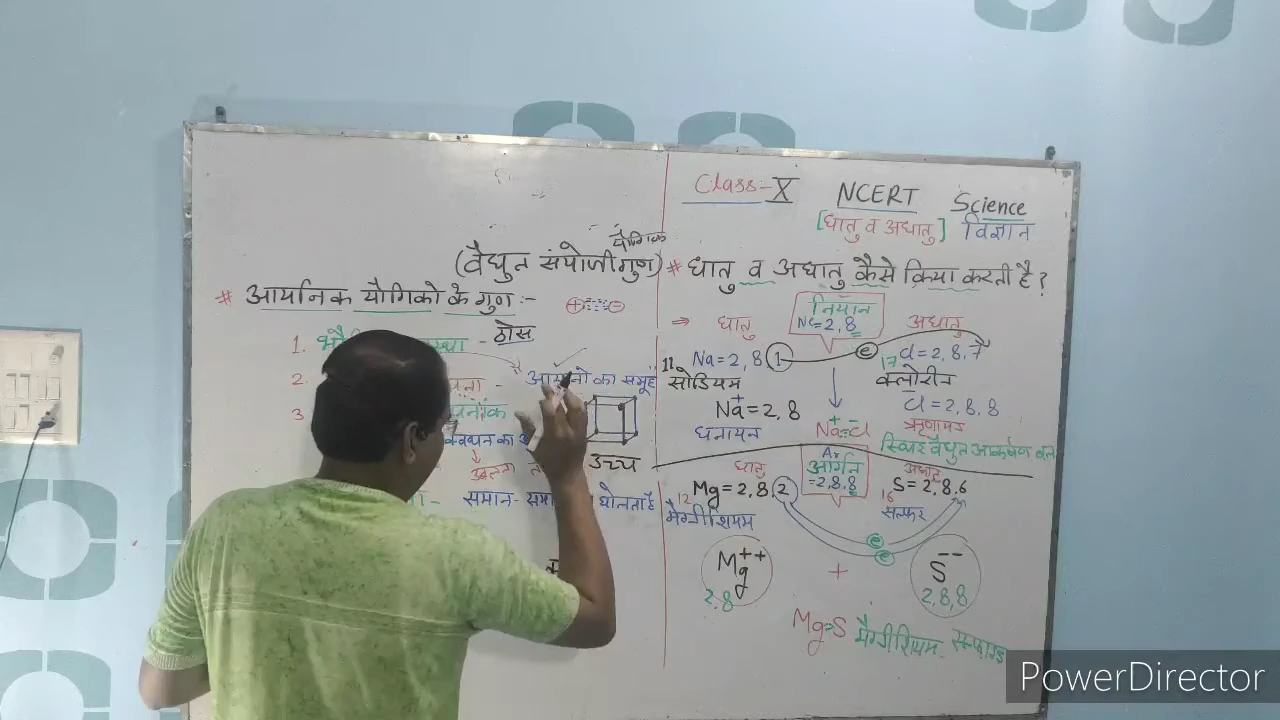 Class-X NCERT Science
[धातु व अधातु] विज्ञान
यौगिक
(वैद्युत संयोजी गुण)
# आयनिक यौगिको के गुण :-
⊕ ⊖
1. - ठोस
2. - आयनो का समूह
3
उच्च
समान - घोलता है
# धातु व अधातु कैसे क्रिया करती है?
⇒ धातु नियॉन अधातु
Ne=2,8
11 Na=2,8 1 e 17 Cl=2,8,7
सोडियम क्लोरीन
Na+=2,8 Cl=2,8,8
धनायन Na+Cl- ऋणायन
स्थिर वैद्युत आकर्षण बल
धातु Ar अधातु
आर्गन
=2,8,8
12 Mg=2,8,2 16 S=2,8,6
मैग्नीशियम सल्फर
e
e
Mg++ + S--
2,8 2,8,8
Mg=S मैग्नीशियम सल्फाइड
PowerDirector